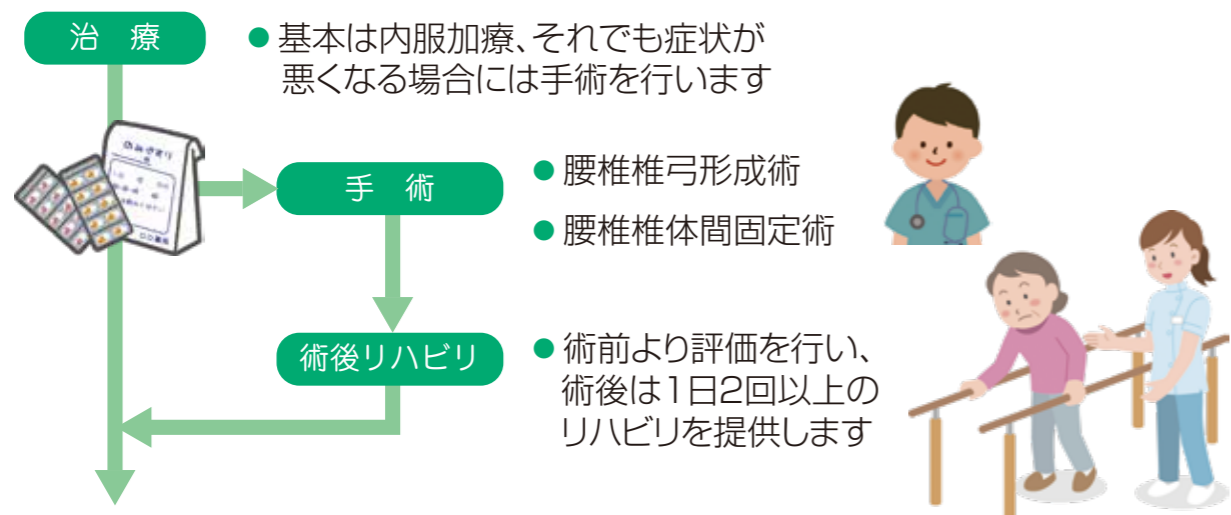 治 療
● 基本は内服加療、それでも症状が
悪くなる場合には手術を行います
手 術
● 腰椎椎弓形成術
● 腰椎椎体間固定術
術後リハビリ
● 術前より評価を行い、
術後は1日2回以上の
リハビリを提供します